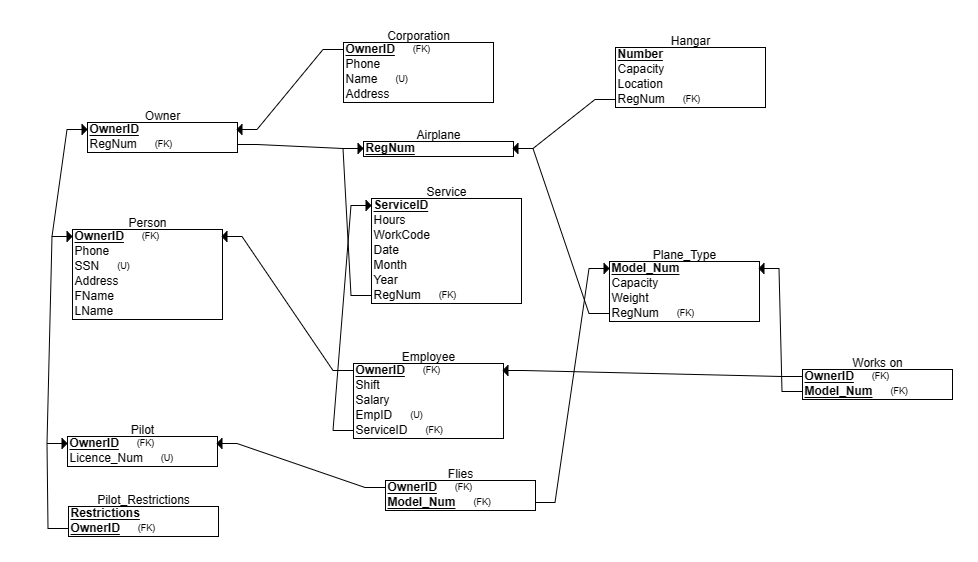 Corporation
OwnerID (FK)
Phone
Name (U)
Address
Hangar
Number
Capacity
Location
RegNum (FK)
Owner
OwnerID
RegNum (FK)
Airplane
RegNum
Service
ServiceID
Hours
WorkCode
Date
Month
Year
RegNum (FK)
Person
OwnerID (FK)
Phone
SSN (U)
Address
FName
LName
Plane_Type
Model_Num
Capacity
Weight
RegNum (FK)
Employee
OwnerID (FK)
Shift
Salary
EmpID (U)
ServiceID (FK)
Works on
OwnerID (FK)
Model_Num (FK)
Pilot
OwnerID (FK)
Licence_Num (U)
Flies
OwnerID (FK)
Model_Num (FK)
Pilot_Restrictions
Restrictions
OwnerID (FK)